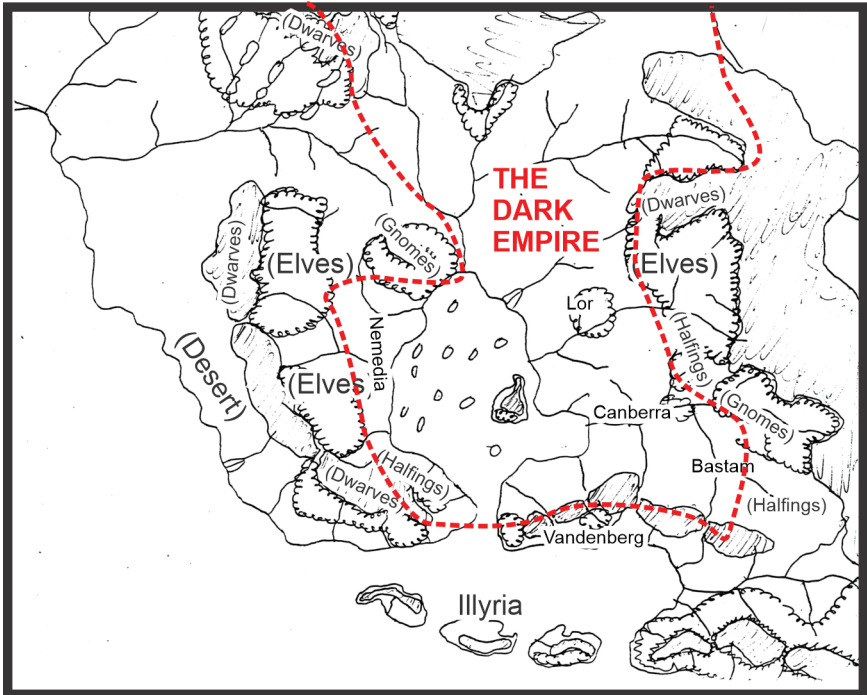 (Dwarves)
THE
DARK
EMPIRE
(Dwarves)
(Gnomes)
(Elves)
(Dwarves)
(Elves)
Lor
Nemedia
(Halfings)
(Desert)
(Elves)
Canberra
(Gnomes)
(Halfings)
Bastam
(Dwarves)
(Halfings)
Vandenberg
Illyria